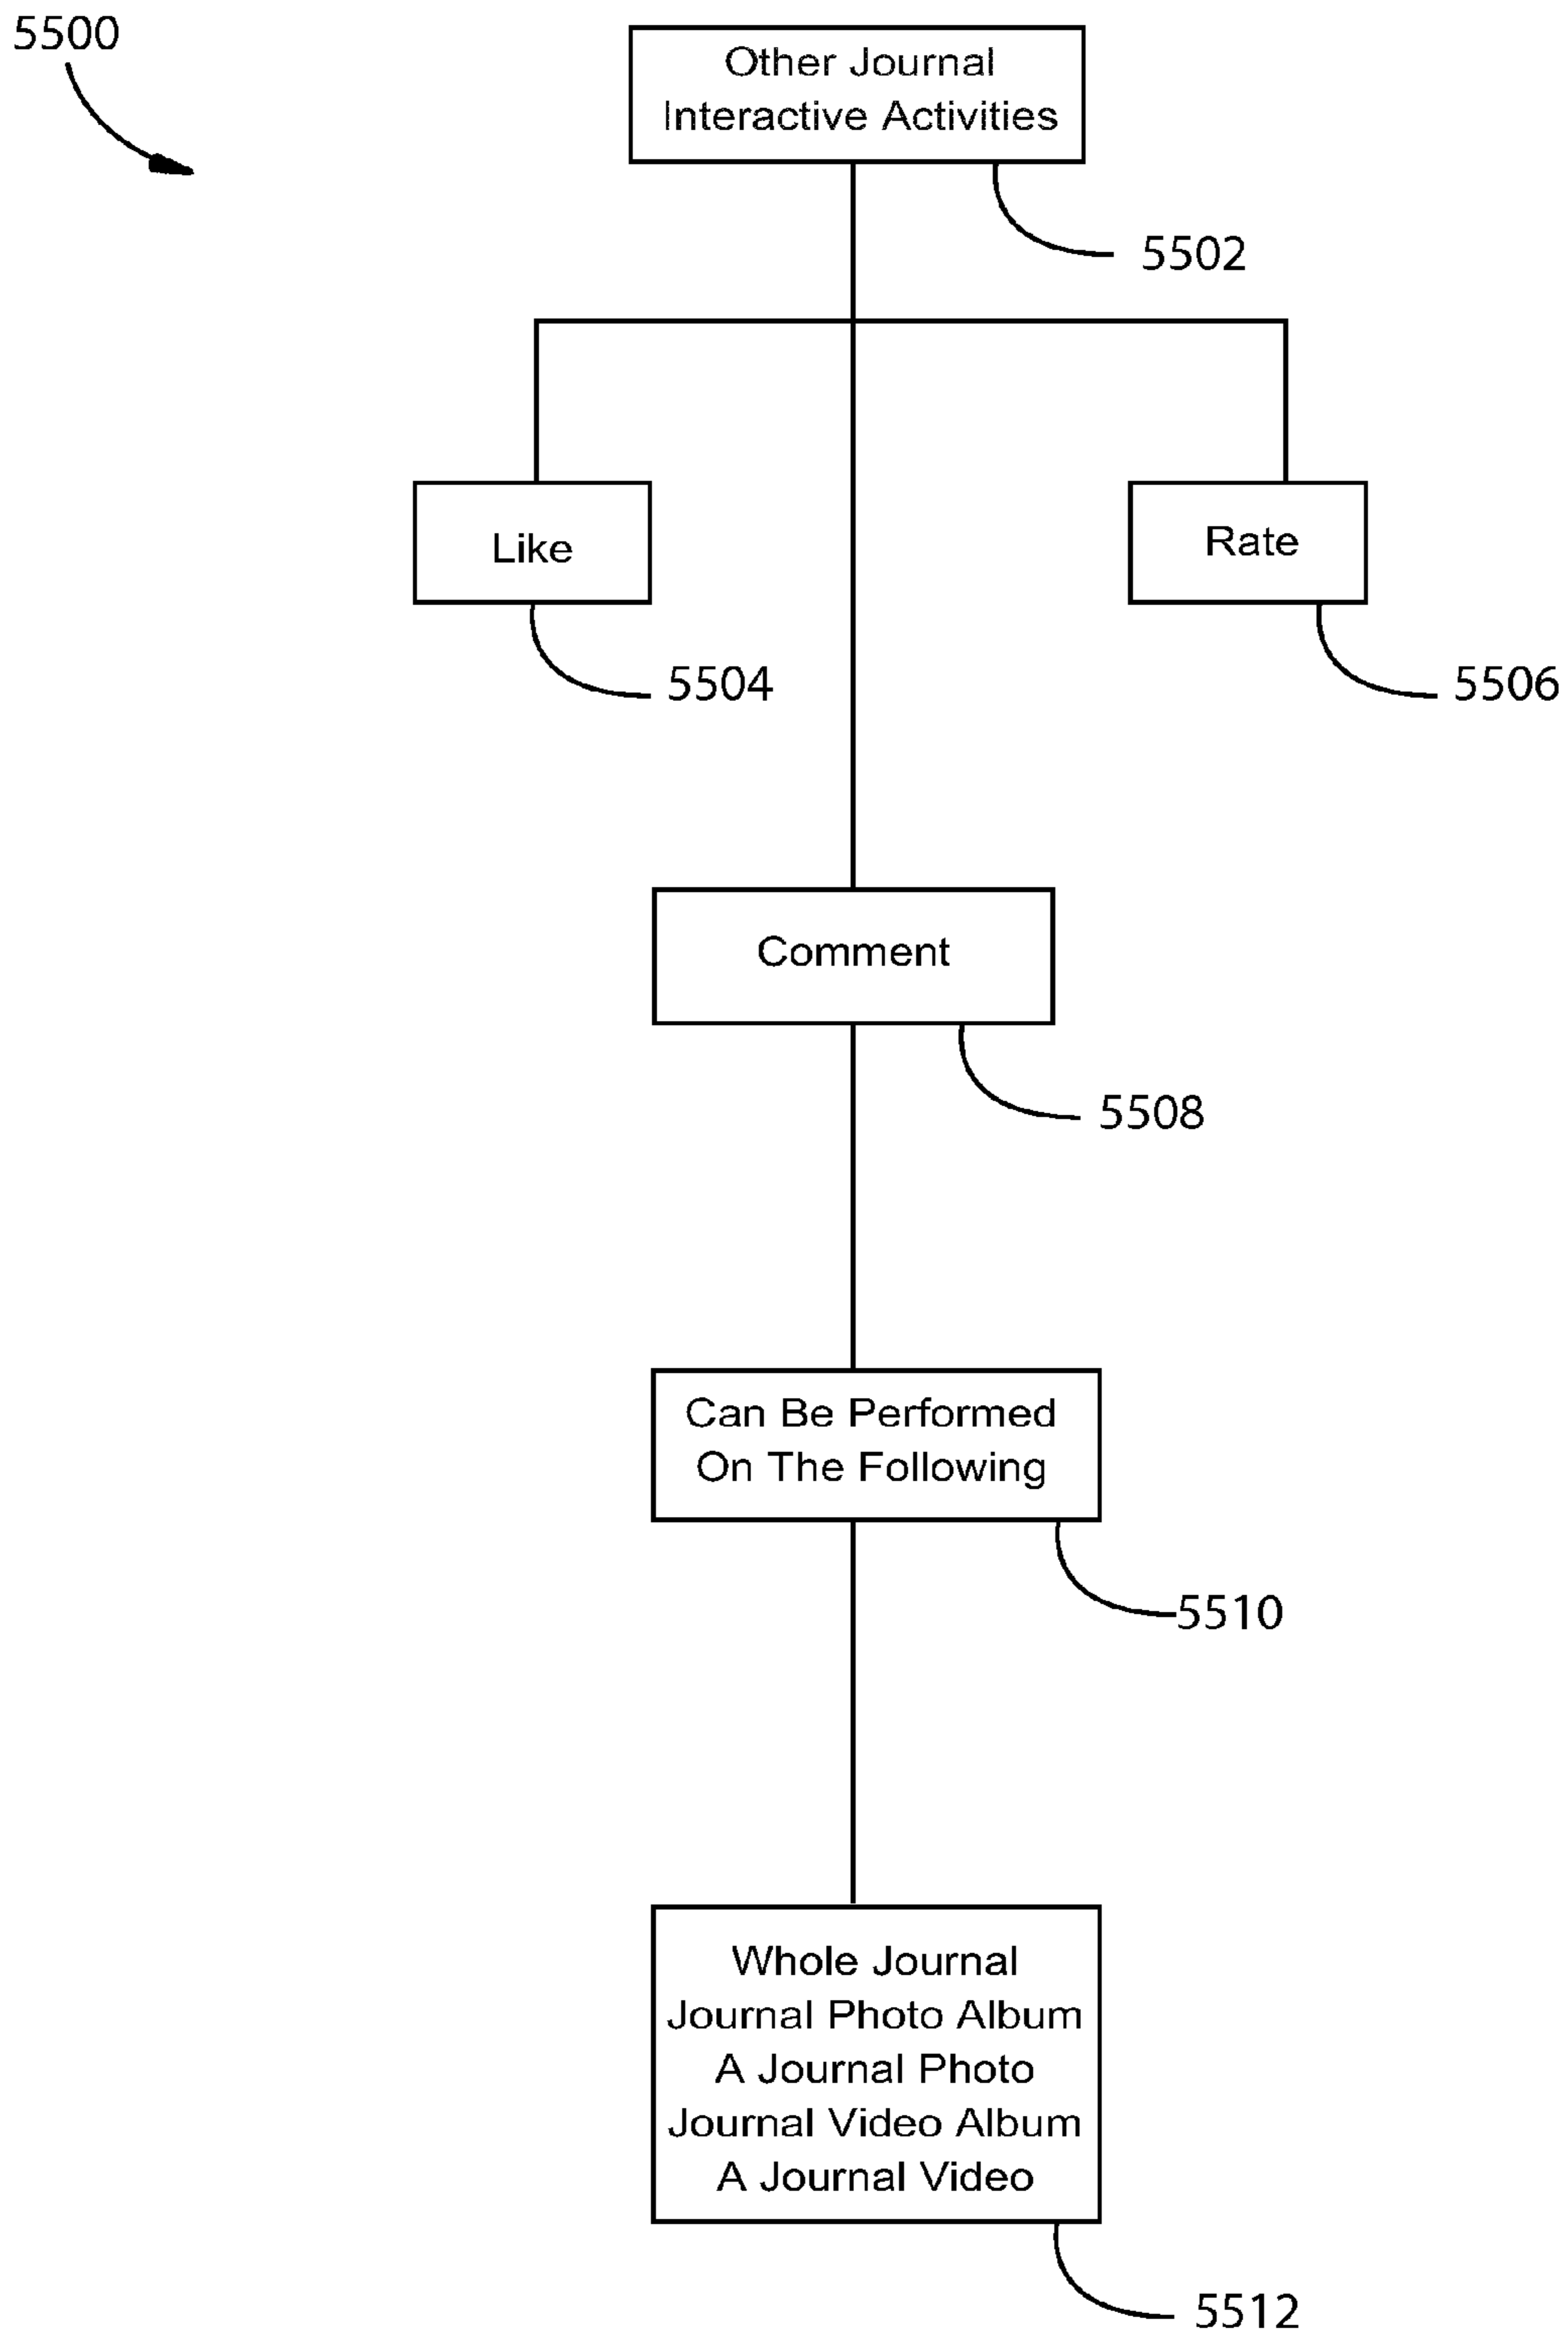 5500
Other Journal
Interactive Activities
5502
Like
Rate
5504
5506
Comment
5508
Can Be Performed
On The Following
5510
Whole Journal
Journal Photo Album
A Journal Photo
Journal Video Album
A Journal Video
5512